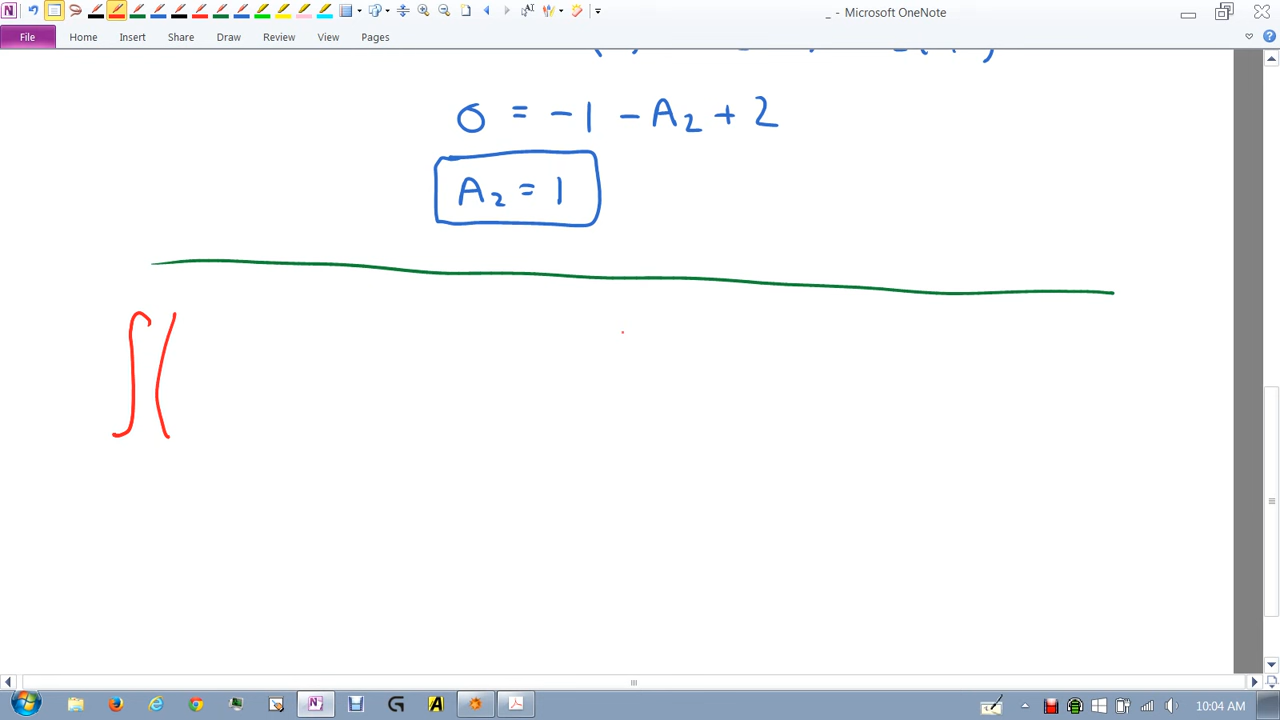 _ - Microsoft OneNote
File Home Insert Share Draw Review View Pages
0 = -1 - A₂ + 2
A₂ = 1
∫(
10:04 AM